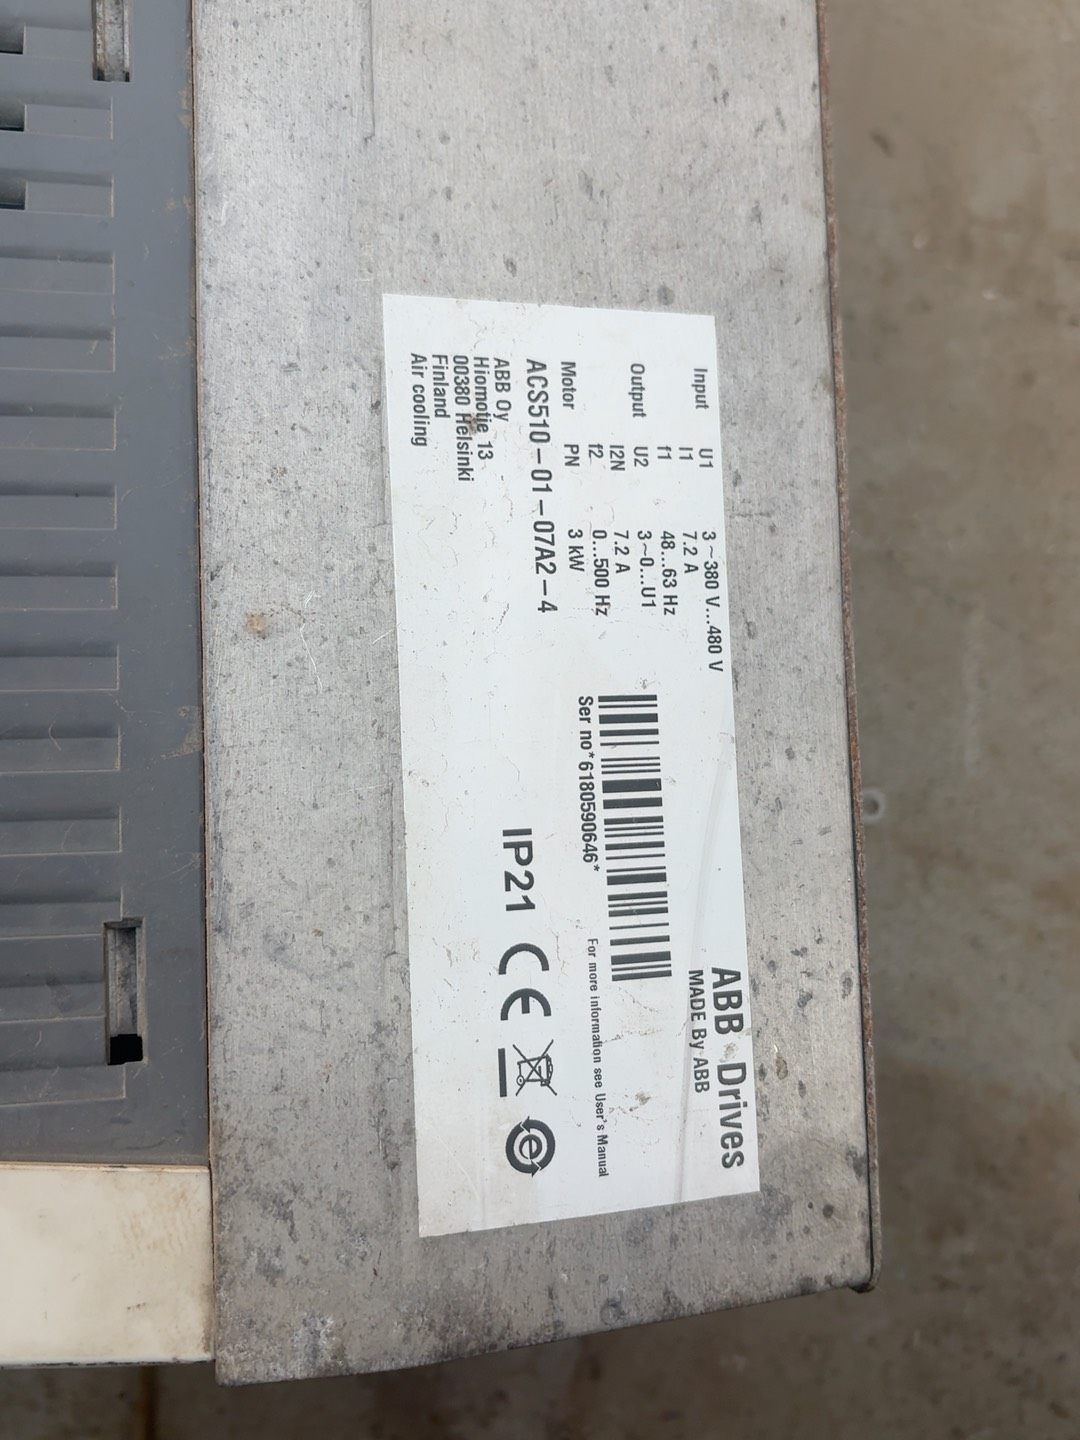 ABB Drives
MADE By ABB
Input U1 3~380 V...480 V
I1 7.2 A
f1 48...63 Hz
Output U2 3~0...U1
I2N 7.2 A
f2 0...500 Hz
Motor PN 3 kW
Ser no*6180590646*
For more information see User's Manual
ACS510-01-07A2-4
ABB Oy
Hiomotie 13
00380 Helsinki
Finland
Air cooling
IP21 CE e